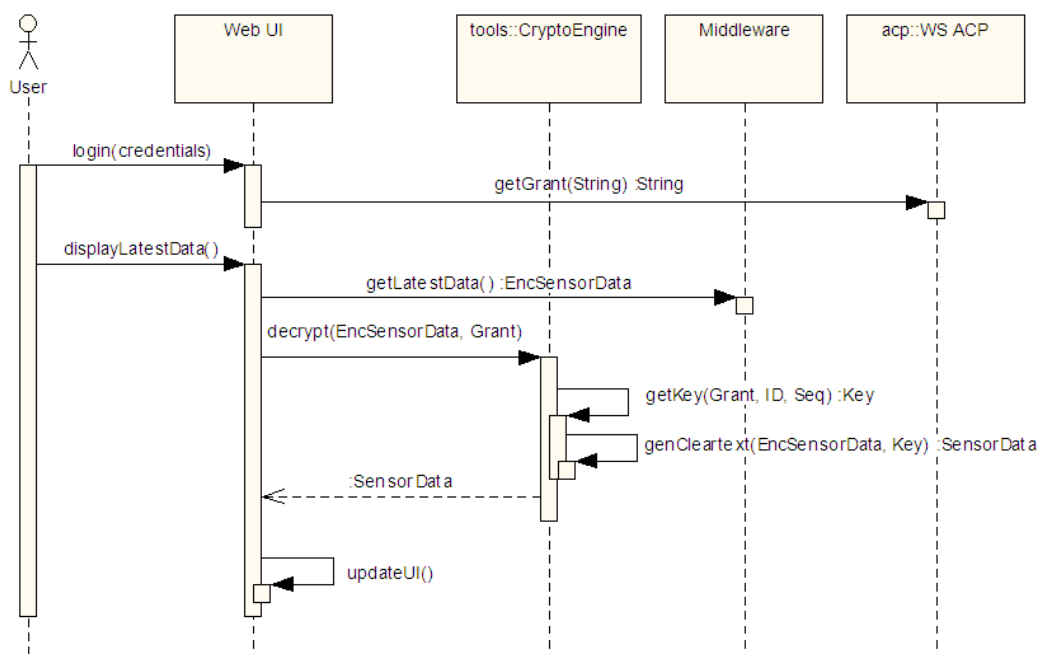 Web UI
tools::CryptoEngine
Middleware
acp::WS ACP
User
login(credentials)
getGrant(String) :String
displayLatestData()
getLatestData() :EncSensorData
decrypt(EncSensorData, Grant)
getKey(Grant, ID, Seq) :Key
genCleartext(EncSensorData, Key) :SensorData
:SensorData
updateUI()